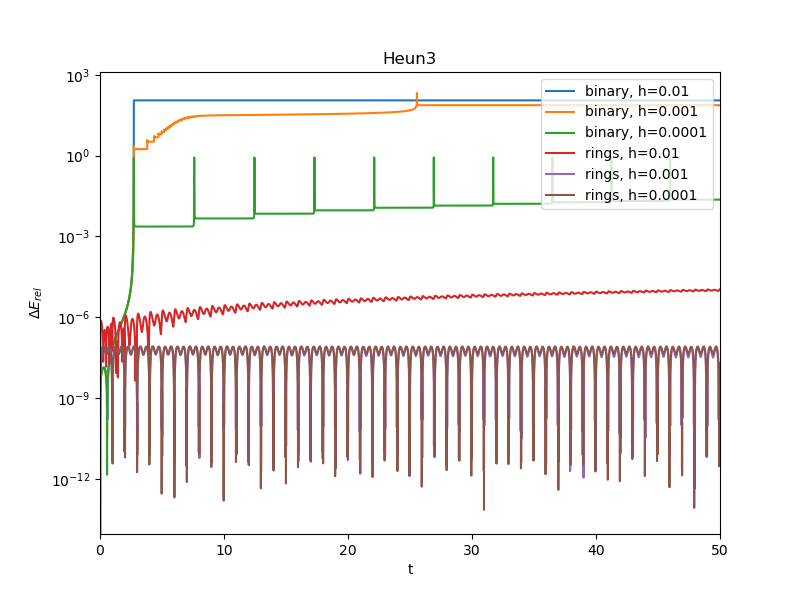 Heun3
10³
10⁰
10⁻³
10⁻⁶
10⁻⁹
10⁻¹²
ΔE_rel
binary, h=0.01
binary, h=0.001
binary, h=0.0001
rings, h=0.01
rings, h=0.001
rings, h=0.0001
0 10 20 30 40 50
t